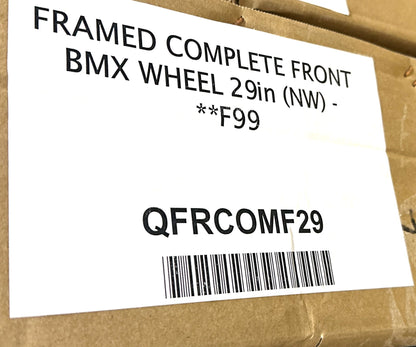 FRAMED COMPLETE FRONT
BMX WHEEL 29in (NW) -
**F99
QFRCOMF29